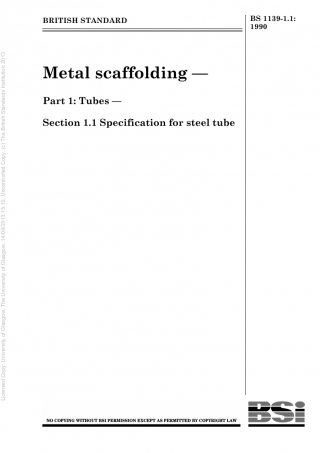 BRITISH STANDARD
BS 1139-1.1:
1990
Metal scaffolding —
Part 1: Tubes —
Section 1.1 Specification for steel tube
Licensed Copy: University of Glasgow, The University of Glasgow, 14/03/2013 15:10, Uncontrolled Copy, (c) The British Standards Institution 2013
NO COPYING WITHOUT BSI PERMISSION EXCEPT AS PERMITTED BY COPYRIGHT LAW
BSi